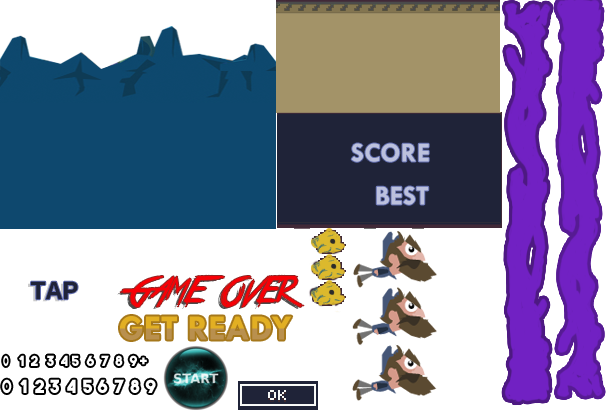 SCORE
BEST
TAP
GAME OVER
GET READY
0 1 2 3 4 5 6 7 8 9+
0 1 2 3 4 5 6 7 8 9
START
OK